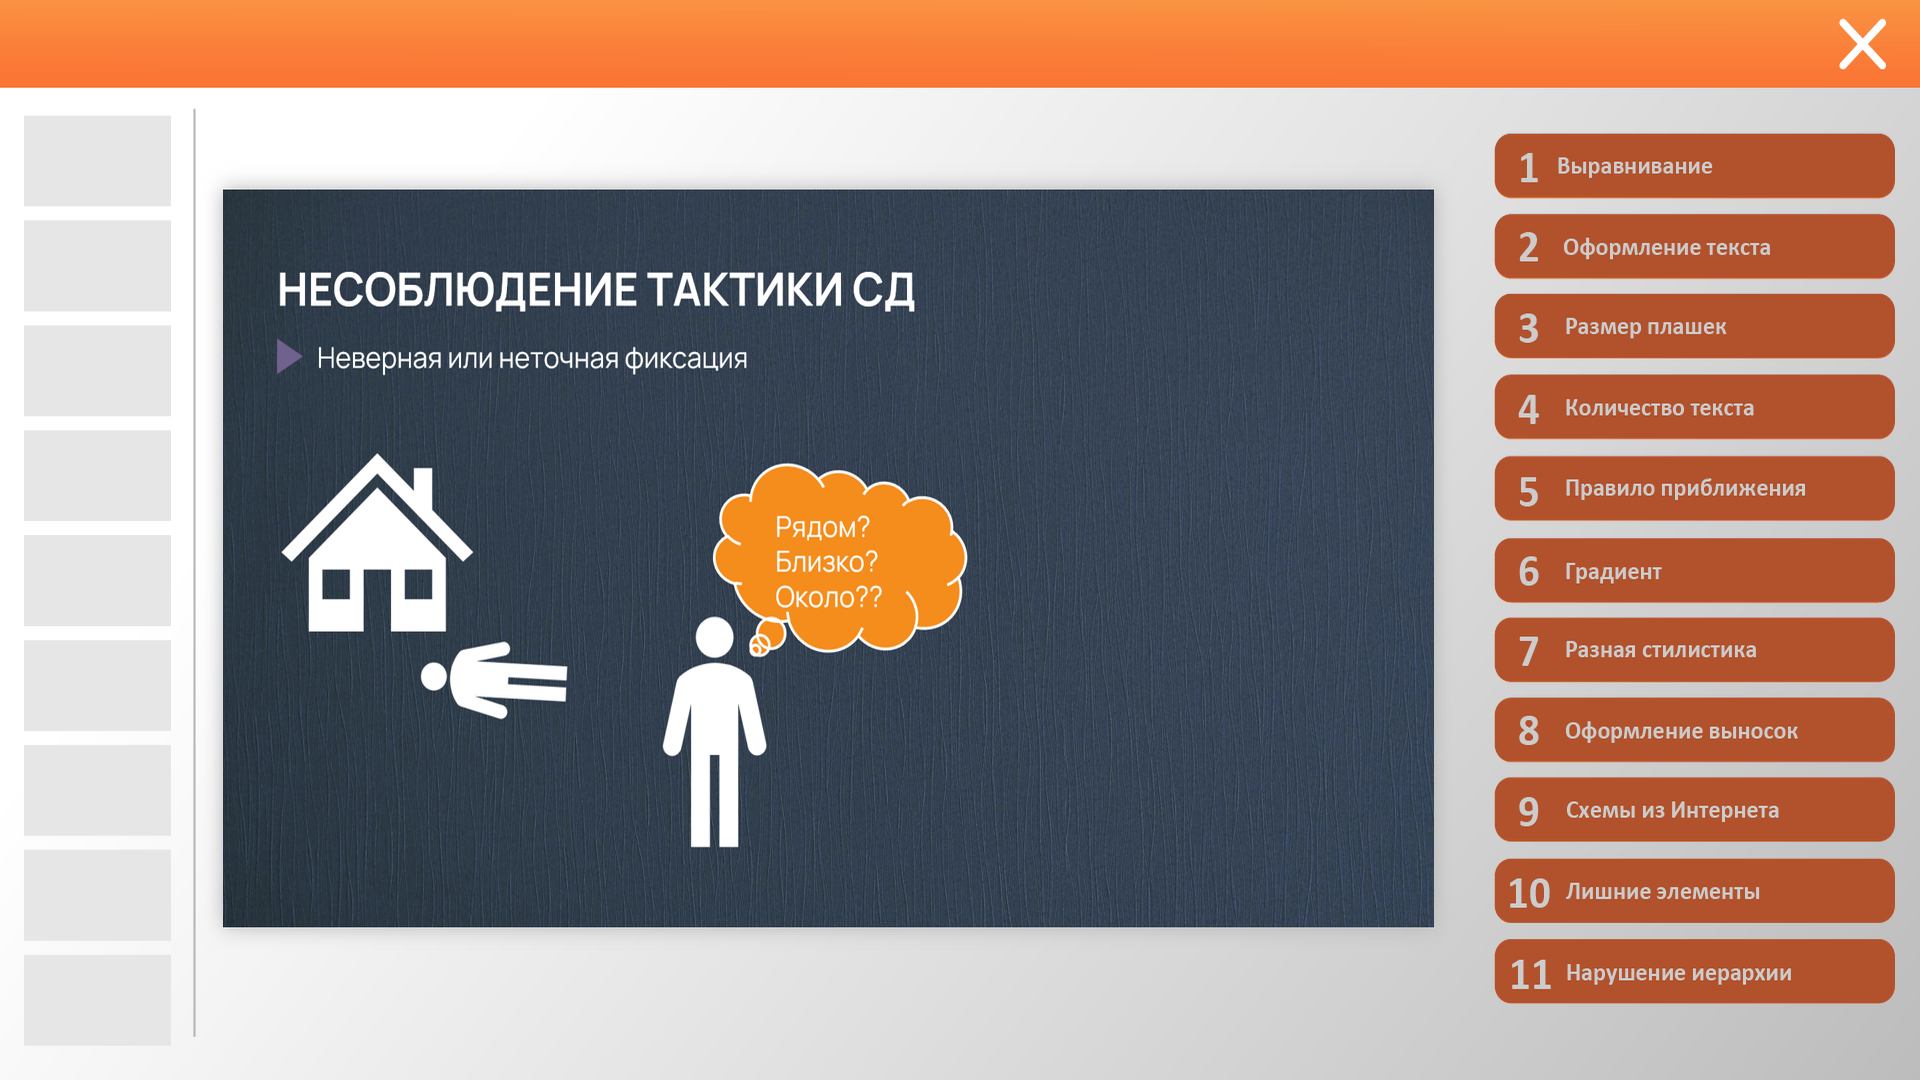 НЕСОБЛЮДЕНИЕ ТАКТИКИ СД
Неверная или неточная фиксация
Рядом?
Близко?
Около??
1 Выравнивание
2 Оформление текста
3 Размер плашек
4 Количество текста
5 Правило приближения
6 Градиент
7 Разная стилистика
8 Оформление выносок
9 Схемы из Интернета
10 Лишние элементы
11 Нарушение иерархии